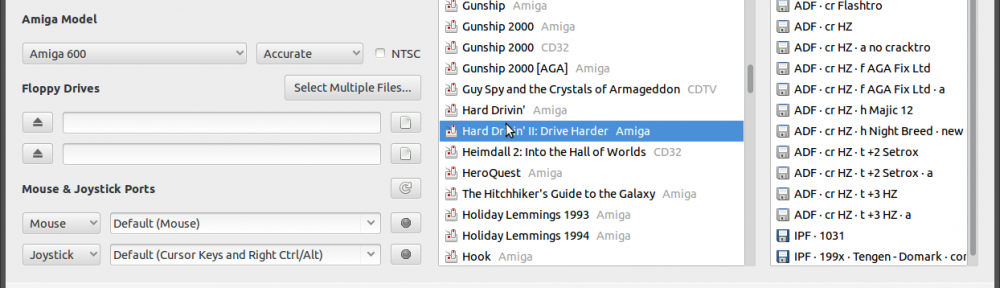 Amiga Model
Amiga 600
Accurate
NTSC
Floppy Drives
Select Multiple Files...
Mouse & Joystick Ports
Mouse
Default (Mouse)
Joystick
Default (Cursor Keys and Right Ctrl/Alt)
Gunship Amiga
Gunship 2000 Amiga
Gunship 2000 CD32
Gunship 2000 [AGA] Amiga
Guy Spy and the Crystals of Armageddon CDTV
Hard Drivin' Amiga
Hard Drivin' II: Drive Harder Amiga
Heimdall 2: Into the Hall of Worlds CD32
HeroQuest Amiga
The Hitchhiker's Guide to the Galaxy Amiga
Holiday Lemmings 1993 Amiga
Holiday Lemmings 1994 Amiga
Hook Amiga
ADF · cr Flashtro
ADF · cr HZ
ADF · cr HZ · a no cracktro
ADF · cr HZ · f AGA Fix Ltd
ADF · cr HZ · f AGA Fix Ltd · a
ADF · cr HZ · h Majic 12
ADF · cr HZ · h Night Breed · new
ADF · cr HZ · t +2 Setrox
ADF · cr HZ · t +2 Setrox · a
ADF · cr HZ · t +3 HZ
ADF · cr HZ · t +3 HZ · a
IPF · 1031
IPF · 199x · Tengen - Domark ·